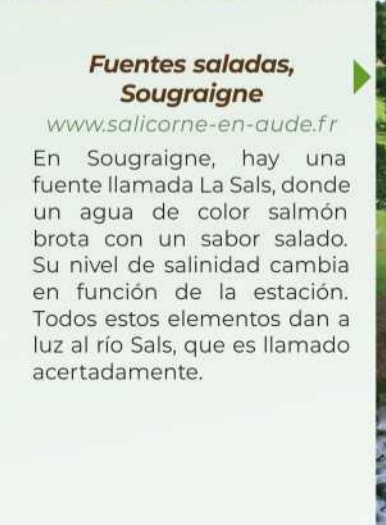 Fuentes saladas,
Sougraigne
www.salicorne-en-aude.fr
En Sougraigne, hay una
fuente llamada La Sals, donde
un agua de color salmón
brota con un sabor salado.
Su nivel de salinidad cambia
en función de la estación.
Todos estos elementos dan a
luz al río Sals, que es llamado
acertadamente.